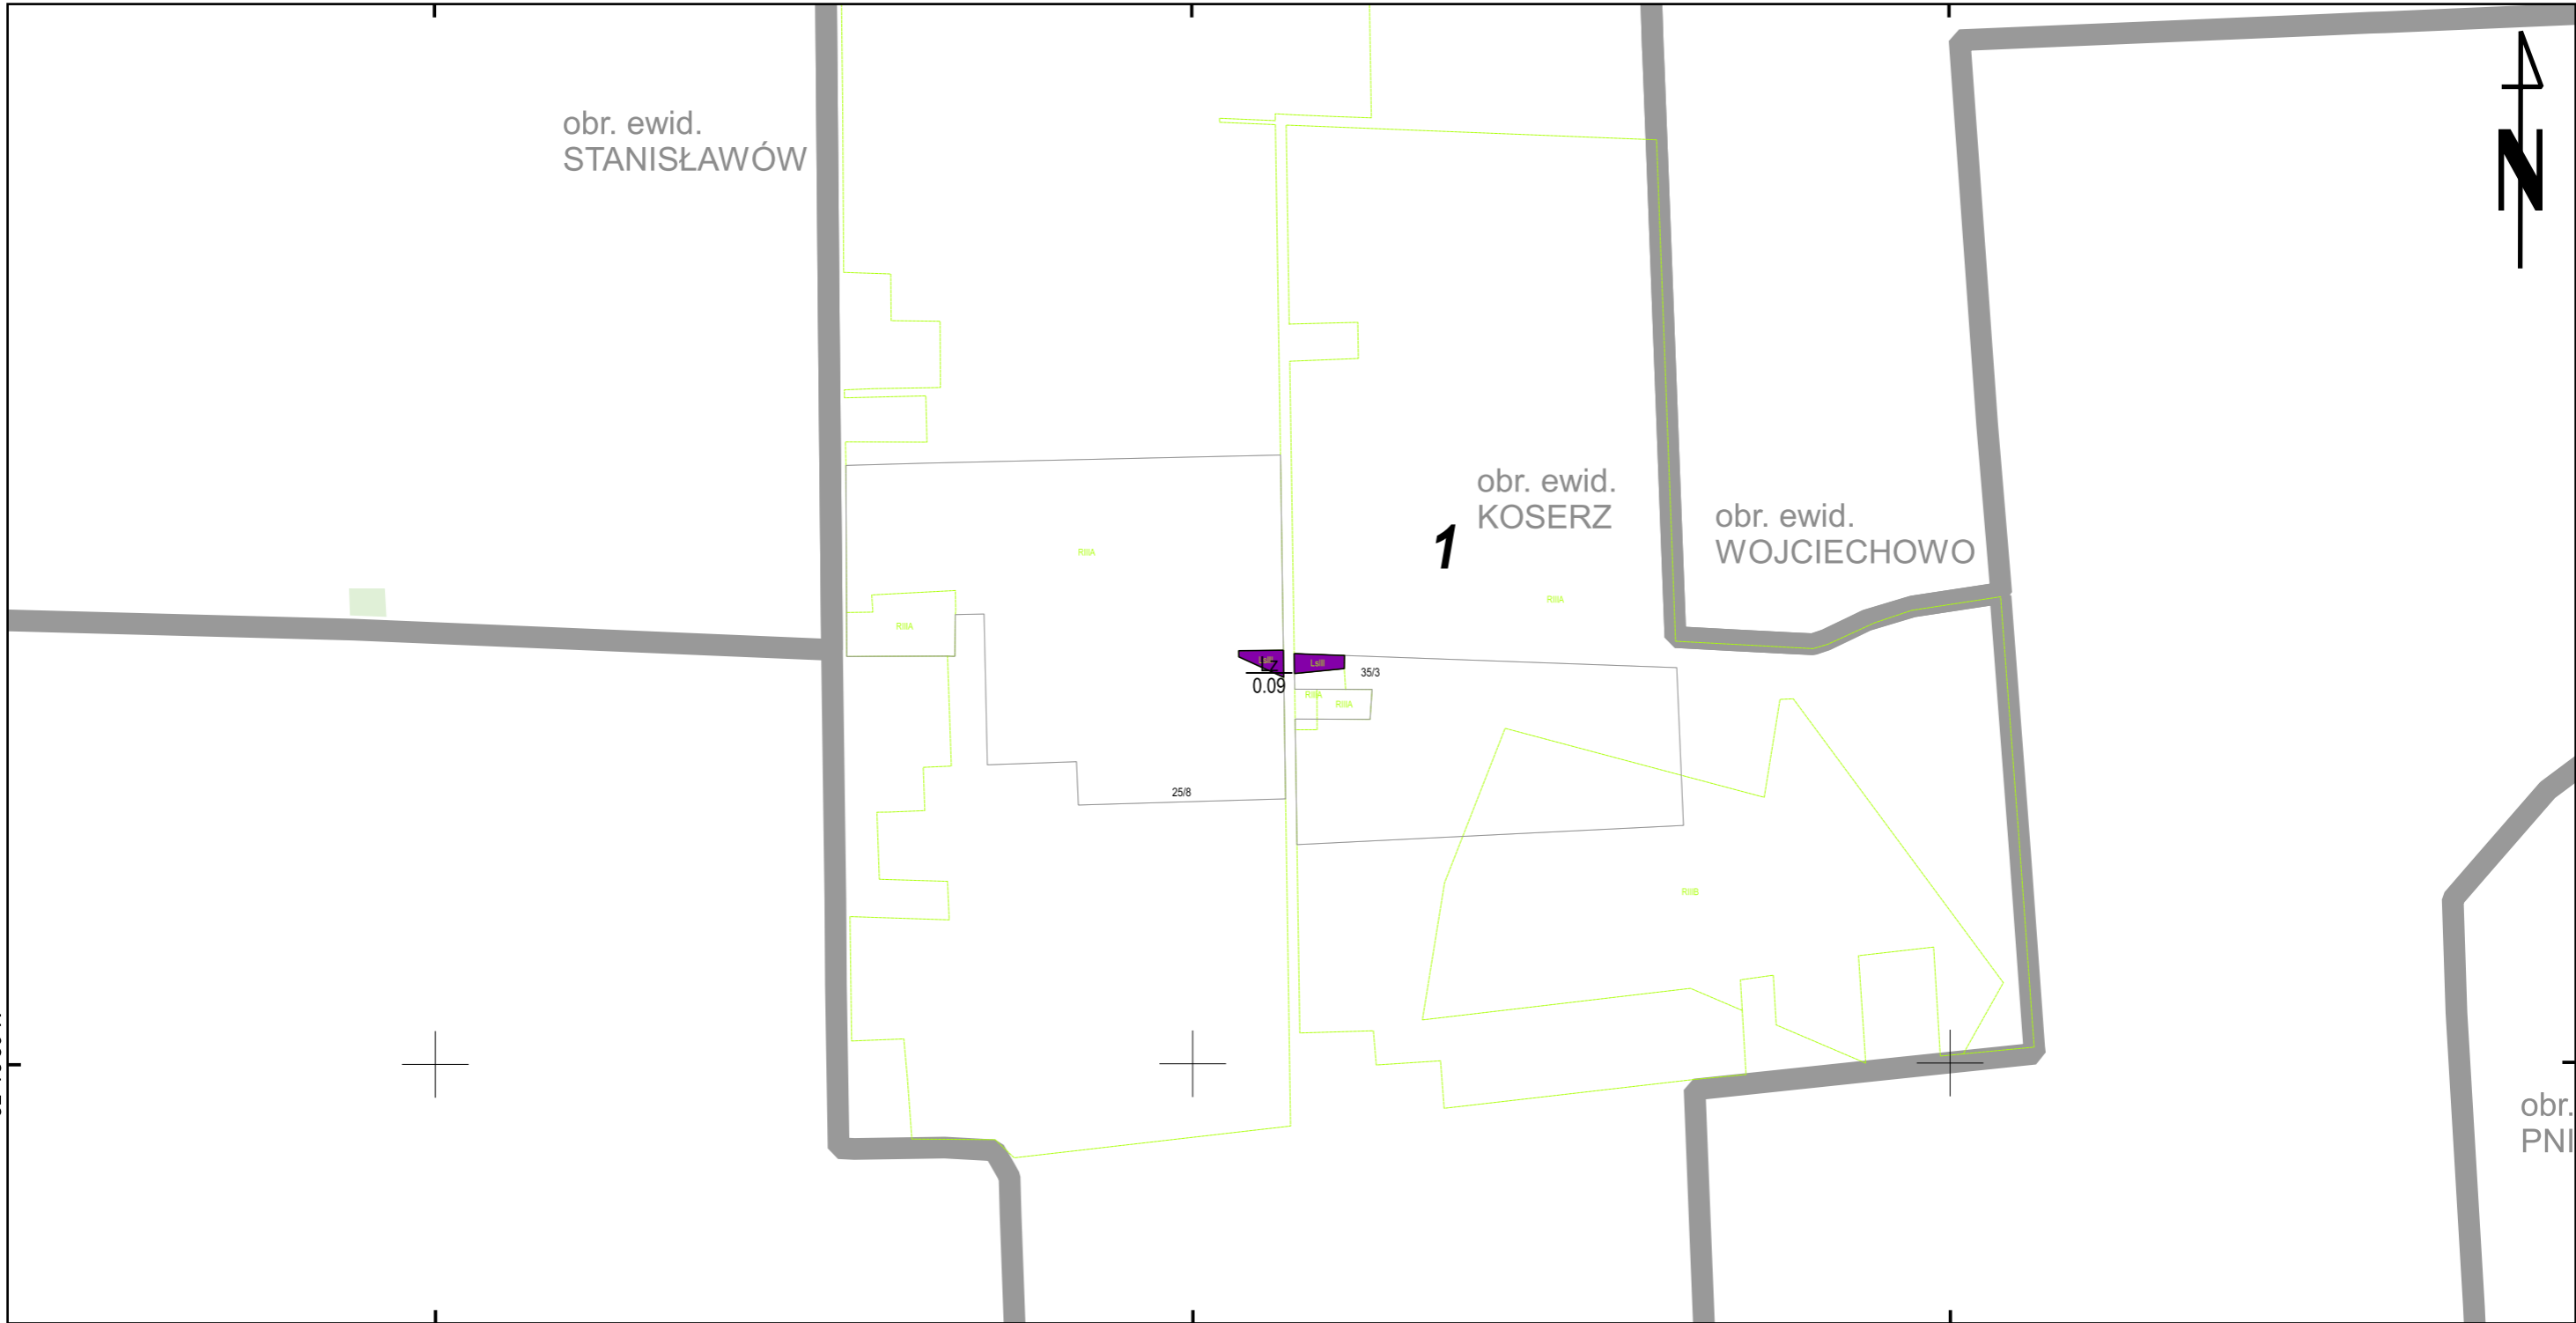 N
obr. ewid.
STANISŁAWÓW
obr. ewid.
KOSERZ
1
obr. ewid.
WOJCIECHOWO
RIIIA
RIIIA
RIIIA
LsIII
0.09
35/3
RIIIA
RIIIA
25/8
RIIIB
obr.
PNI